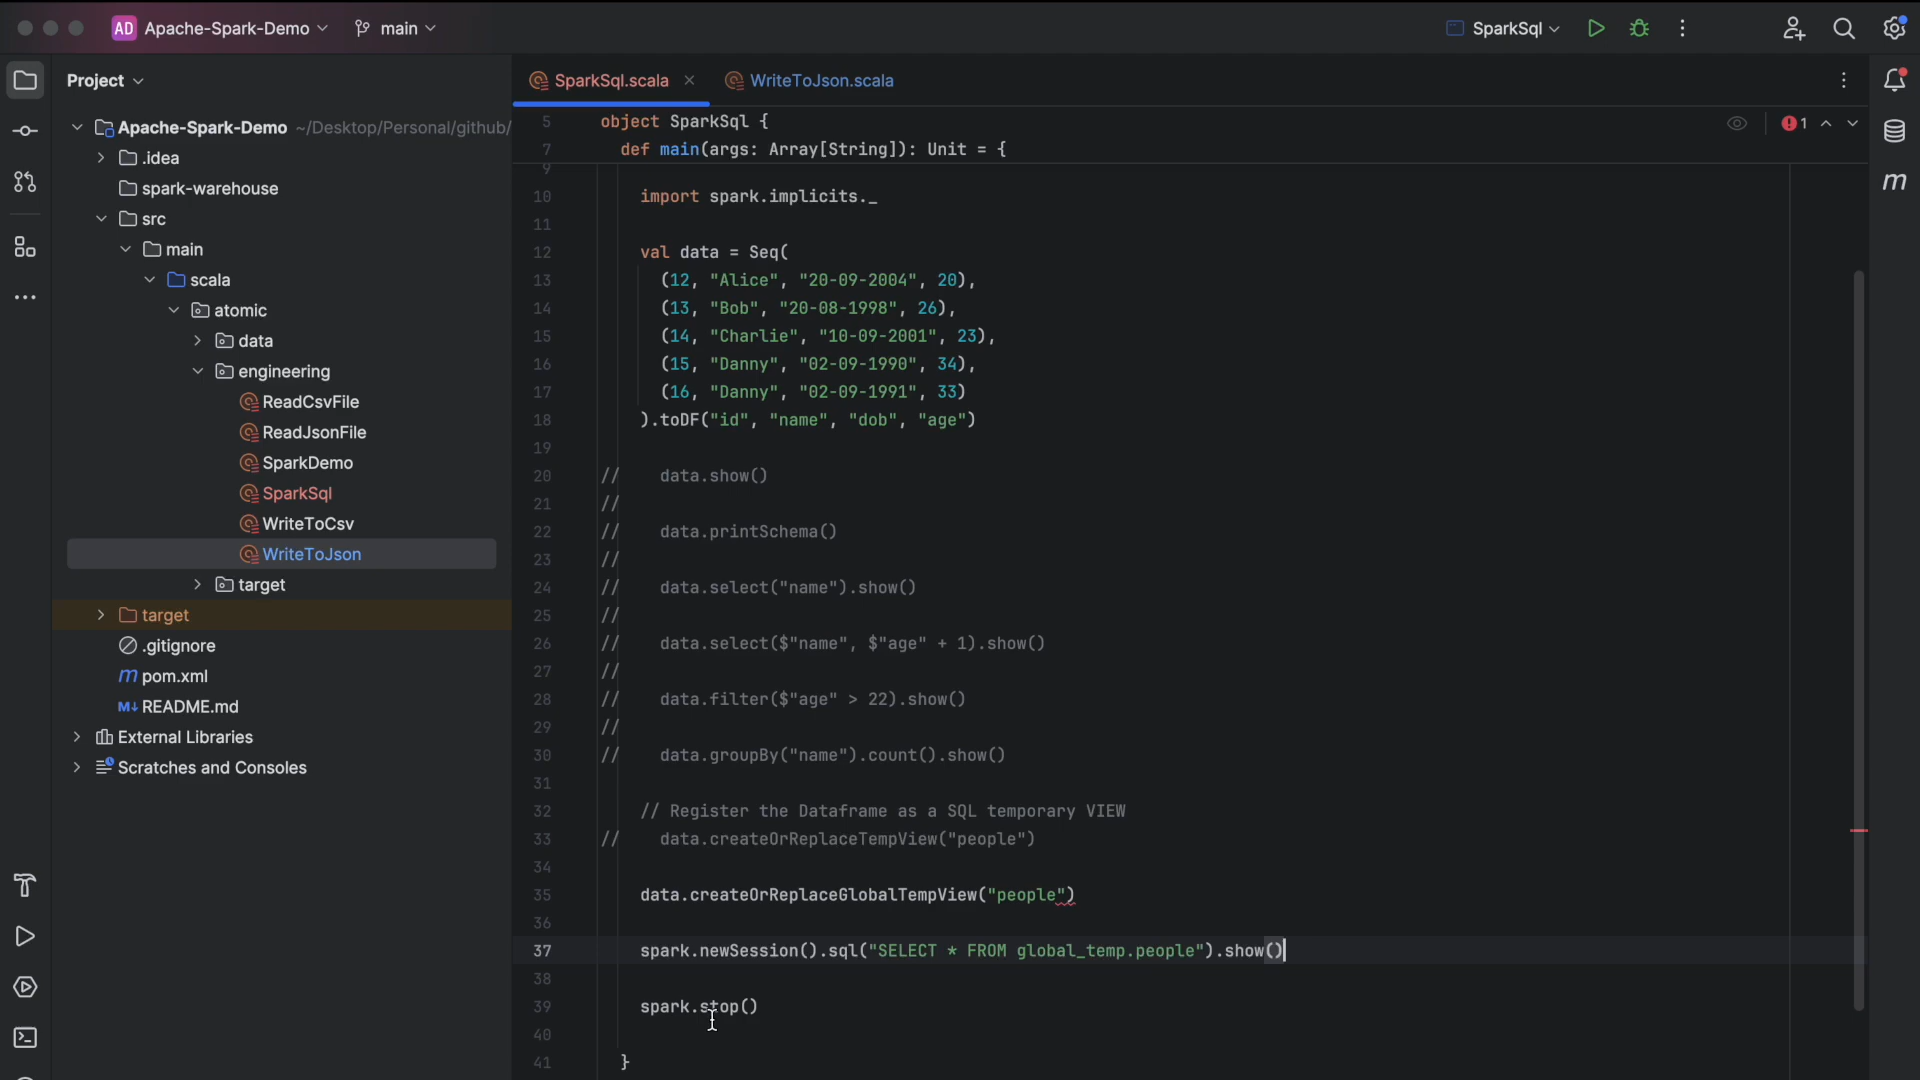 AD Apache-Spark-Demo main SparkSql
Project
SparkSql.scala WriteToJson.scala
Apache-Spark-Demo ~/Desktop/Personal/github/
.idea
spark-warehouse
src
main
scala
atomic
data
engineering
ReadCsvFile
ReadJsonFile
SparkDemo
SparkSql
WriteToCsv
WriteToJson
target
target
.gitignore
m pom.xml
M↓ README.md
External Libraries
Scratches and Consoles
5 object SparkSql {
7 def main(args: Array[String]): Unit = {
1
9
10 import spark.implicits._
11
12 val data = Seq(
13 (12, "Alice", "20-09-2004", 20),
14 (13, "Bob", "20-08-1998", 26),
15 (14, "Charlie", "10-09-2001", 23),
16 (15, "Danny", "02-09-1990", 34),
17 (16, "Danny", "02-09-1991", 33)
18 ).toDF("id", "name", "dob", "age")
19
20 // data.show()
21 //
22 // data.printSchema()
23 //
24 // data.select("name").show()
25 //
26 // data.select($"name", $"age" + 1).show()
27 //
28 // data.filter($"age" > 22).show()
29 //
30 // data.groupBy("name").count().show()
31
32 // Register the Dataframe as a SQL temporary VIEW
33 // data.createOrReplaceTempView("people")
34
35 data.createOrReplaceGlobalTempView("people")
36
37 spark.newSession().sql("SELECT * FROM global_temp.people").show()
38
39 spark.stop()
40
41 }
m